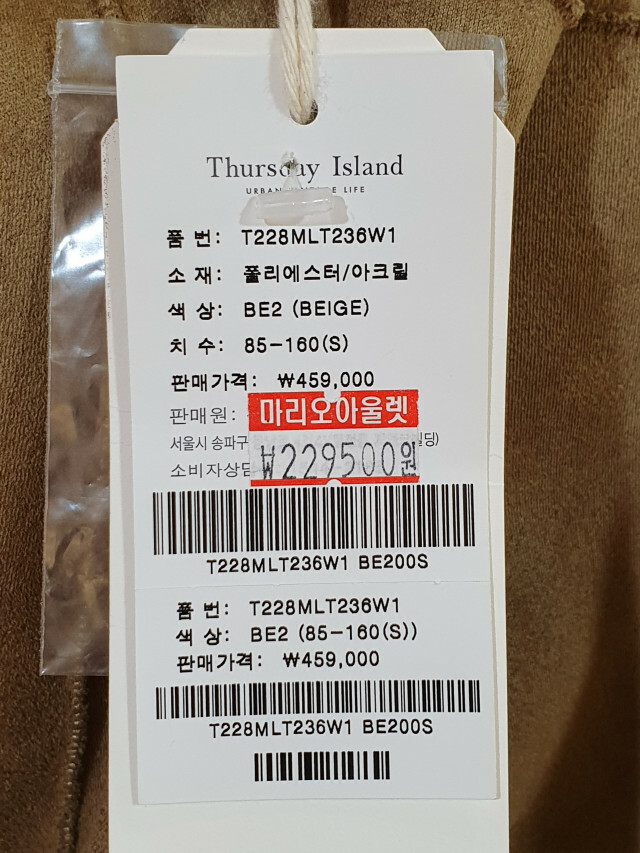 Thursday Island
LIFE
품 번: T228MLT236W1
소 재: 폴리에스터/아크릴
색 상: BE2 (BEIGE)
치 수: 85-160(S)
판매가격: ₩459,000
판매원: 마리오아울렛
서울시 송파구
소비자상담 ₩229500원
T228MLT236W1 BE200S
품 번: T228MLT236W1
색 상: BE2 (85-160(S))
판매가격: ₩459,000
T228MLT236W1 BE200S